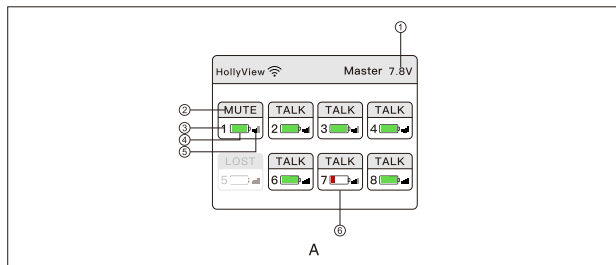 ①
HollyView Master 7.8V
② MUTE TALK TALK TALK
③ 1 2 3 4
④
⑤
LOST TALK TALK TALK
5 6 7 8
⑥
A